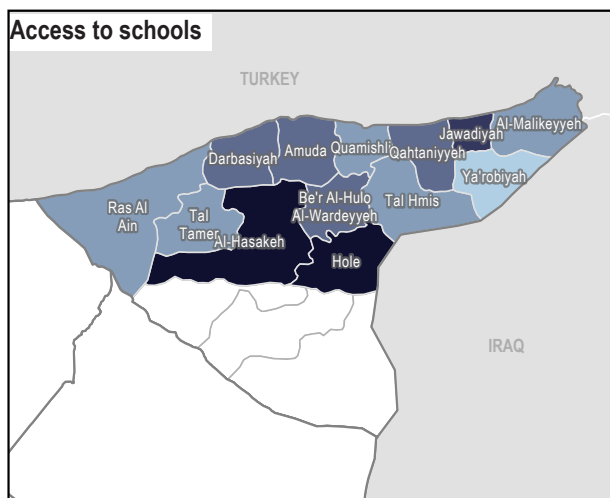 Access to schools
TURKEY
Al-Malikeyyeh
Jawadiyah
Quamishli
Amuda
Darbasiyah
Qahtaniyyeh
Ya'robiyah
Be'r Al-Hulo
Al-Wardeyyeh
Tal Hmis
Ras Al
Ain
Tal
Tamer
Al-Hasakeh
Hole
IRAQ